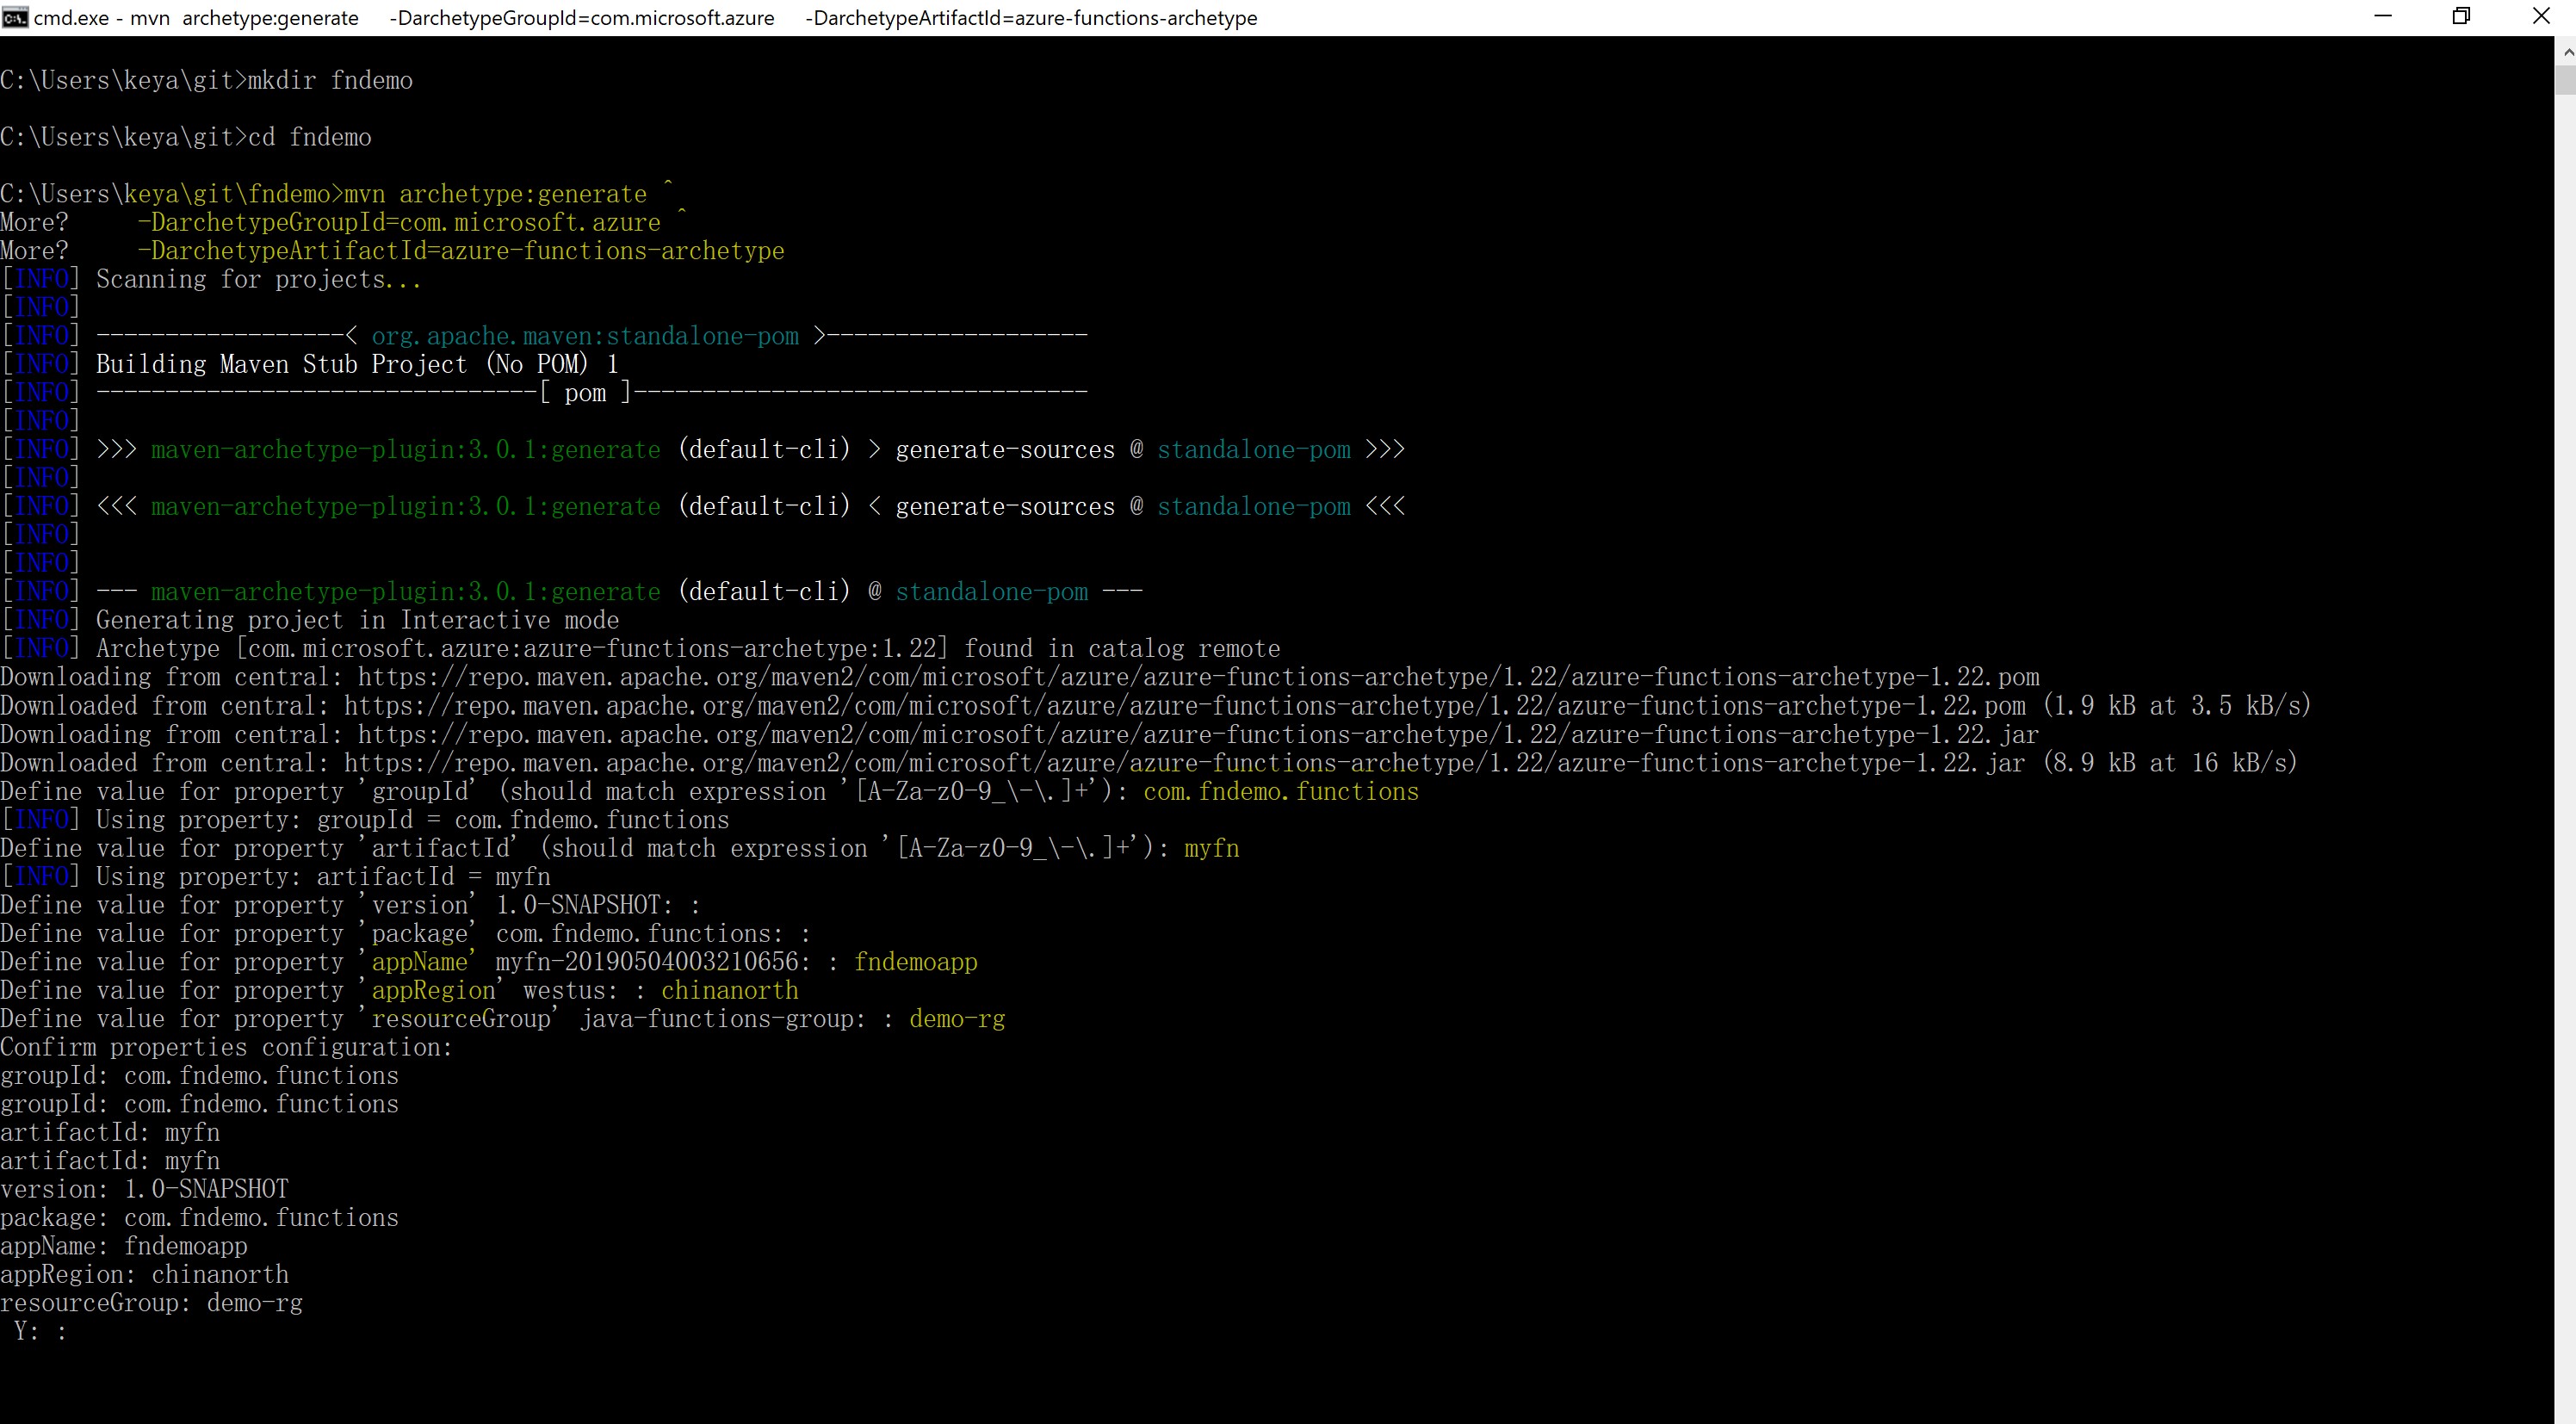 cmd.exe - mvn  archetype:generate      -DarchetypeGroupId=com.microsoft.azure      -DarchetypeArtifactId=azure-functions-archetype
C:\Users\keya\git>mkdir fndemo
C:\Users\keya\git>cd fndemo
C:\Users\keya\git\fndemo>mvn archetype:generate ^
More?     -DarchetypeGroupId=com.microsoft.azure ^
More?     -DarchetypeArtifactId=azure-functions-archetype
[INFO] Scanning for projects...
[INFO]
[INFO] ------------------< org.apache.maven:standalone-pom >-------------------
[INFO] Building Maven Stub Project (No POM) 1
[INFO] --------------------------------[ pom ]---------------------------------
[INFO]
[INFO] >>> maven-archetype-plugin:3.0.1:generate (default-cli) > generate-sources @ standalone-pom >>>
[INFO]
[INFO] <<< maven-archetype-plugin:3.0.1:generate (default-cli) < generate-sources @ standalone-pom <<<
[INFO]
[INFO]
[INFO] --- maven-archetype-plugin:3.0.1:generate (default-cli) @ standalone-pom ---
[INFO] Generating project in Interactive mode
[INFO] Archetype [com.microsoft.azure:azure-functions-archetype:1.22] found in catalog remote
Downloading from central: https://repo.maven.apache.org/maven2/com/microsoft/azure/azure-functions-archetype/1.22/azure-functions-archetype-1.22.pom
Downloaded from central: https://repo.maven.apache.org/maven2/com/microsoft/azure/azure-functions-archetype/1.22/azure-functions-archetype-1.22.pom (1.9 kB at 3.5 kB/s)
Downloading from central: https://repo.maven.apache.org/maven2/com/microsoft/azure/azure-functions-archetype/1.22/azure-functions-archetype-1.22.jar
Downloaded from central: https://repo.maven.apache.org/maven2/com/microsoft/azure/azure-functions-archetype/1.22/azure-functions-archetype-1.22.jar (8.9 kB at 16 kB/s)
Define value for property 'groupId' (should match expression '[A-Za-z0-9_\-\.]+'): com.fndemo.functions
[INFO] Using property: groupId = com.fndemo.functions
Define value for property 'artifactId' (should match expression '[A-Za-z0-9_\-\.]+'): myfn
[INFO] Using property: artifactId = myfn
Define value for property 'version' 1.0-SNAPSHOT: :
Define value for property 'package' com.fndemo.functions: :
Define value for property 'appName' myfn-20190504003210656: : fndemoapp
Define value for property 'appRegion' westus: : chinanorth
Define value for property 'resourceGroup' java-functions-group: : demo-rg
Confirm properties configuration:
groupId: com.fndemo.functions
groupId: com.fndemo.functions
artifactId: myfn
artifactId: myfn
version: 1.0-SNAPSHOT
package: com.fndemo.functions
appName: fndemoapp
appRegion: chinanorth
resourceGroup: demo-rg
 Y: :